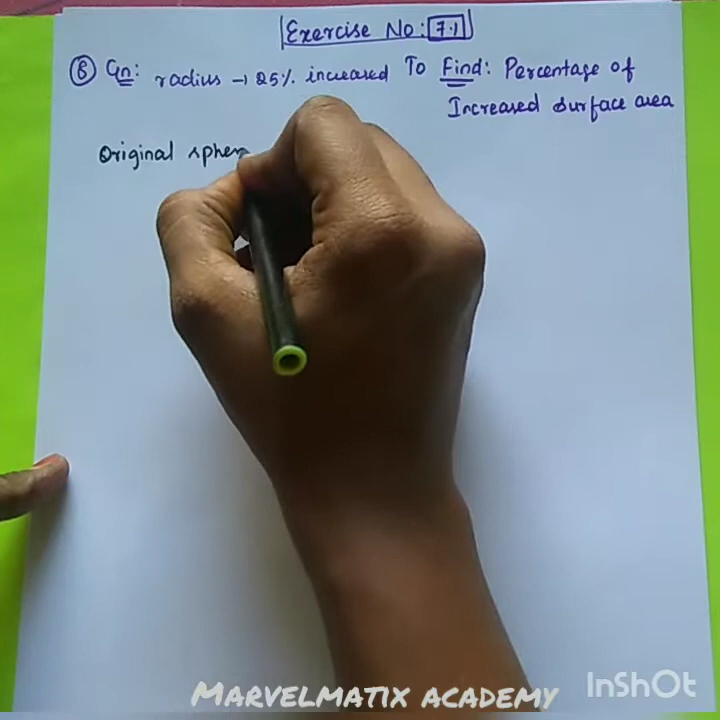 Exercise No: 7.1
⑧ Gn: radius → 25% increased To Find: Percentage of
Increased surface area
Original spher
MARVELMATIX ACADEMY
InShOt